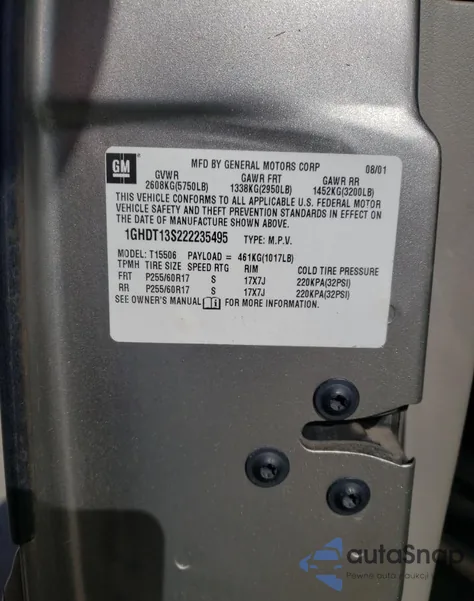 GM
MFD BY GENERAL MOTORS CORP 08/01
GVWR GAWR FRT GAWR RR
2608KG(5750LB) 1338KG(2950LB) 1452KG(3200LB)
THIS VEHICLE CONFORMS TO ALL APPLICABLE U.S. FEDERAL MOTOR
VEHICLE SAFETY AND THEFT PREVENTION STANDARDS IN EFFECT ON
THE DATE OF MANUFACTURE SHOWN ABOVE.
1GHDT13S222235495 TYPE: M.P.V.
MODEL: T15506 PAYLOAD = 461KG(1017LB)
TPMH TIRE SIZE SPEED RTG RIM COLD TIRE PRESSURE
FRT P255/60R17 S 17X7J 220KPA(32PSI)
RR P255/60R17 S 17X7J 220KPA(32PSI)
SEE OWNER'S MANUAL FOR MORE INFORMATION.
autaSnap
Pewne auta naukoj